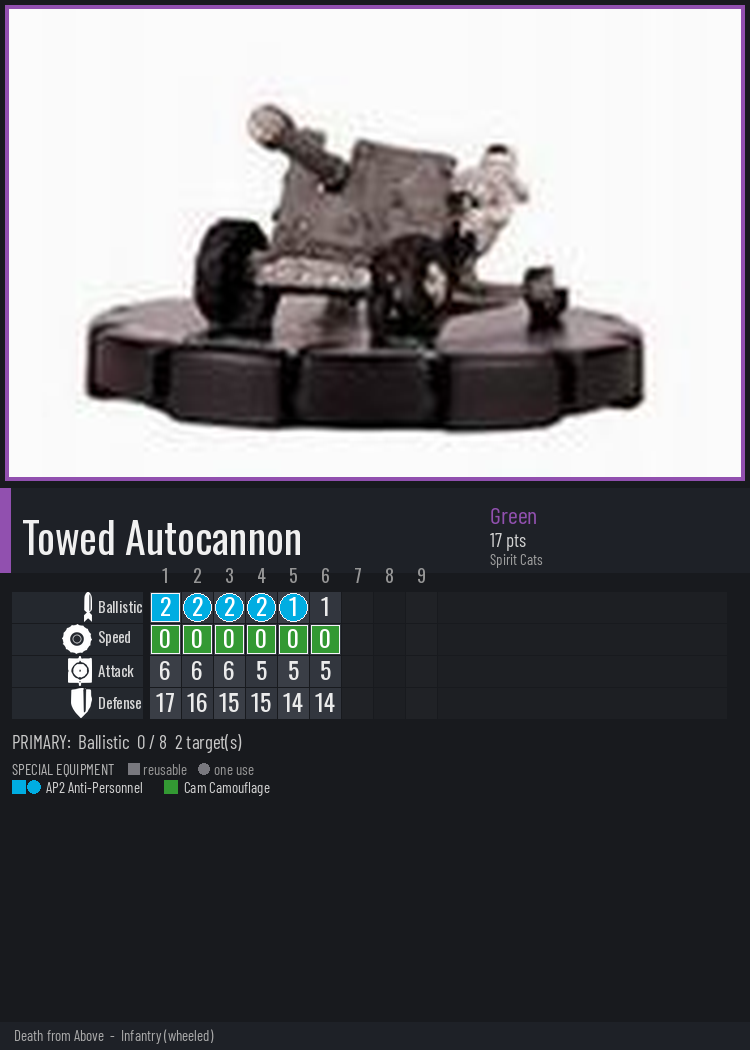 Towed Autocannon
Green
17 pts
Spirit Cats
1 2 3 4 5 6 7 8 9
Ballistic 2 2 2 2 1 1
Speed 0 0 0 0 0 0
Attack 6 6 6 5 5 5
Defense 17 16 15 15 14 14
PRIMARY: Ballistic 0 / 8 2 target(s)
SPECIAL EQUIPMENT reusable one use
AP2 Anti-Personnel Cam Camouflage
Death from Above - Infantry (wheeled)